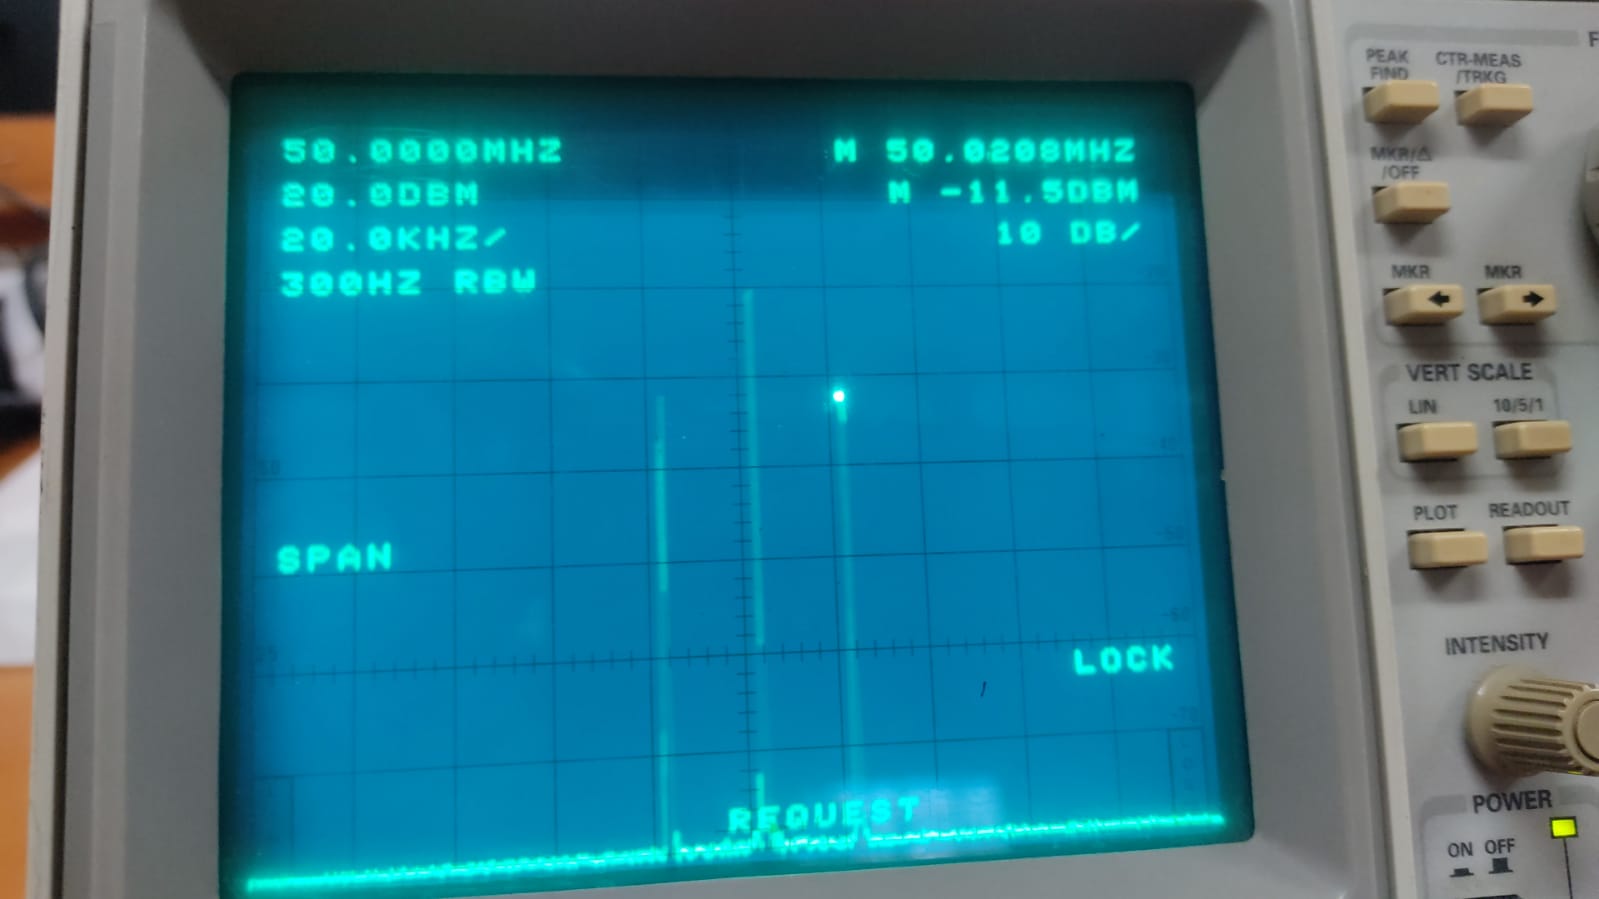 50.0000MHZ
M 50.0208MHZ
20.0DBM
M -11.5DBM
20.0KHZ/
10 DB/
300HZ RBW
SPAN
LOCK
REQUEST
PEAK
FIND
CTR-MEAS
/TRKG
MKR/△
/OFF
MKR
MKR
VERT SCALE
LIN
10/5/1
PLOT
READOUT
INTENSITY
POWER
ON OFF